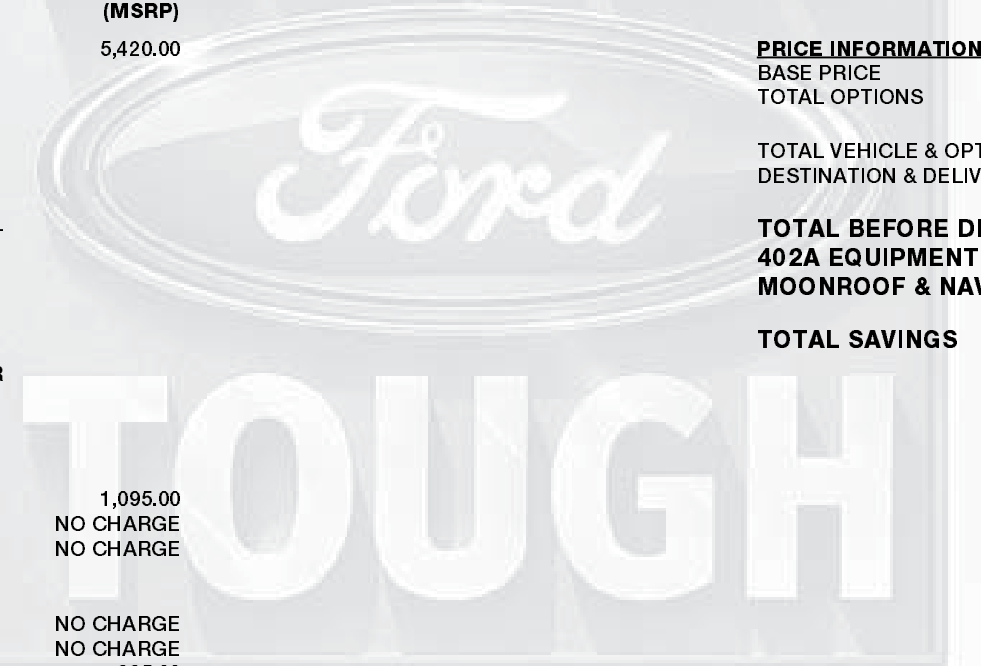 (MSRP)
5,420.00
1,095.00
NO CHARGE
NO CHARGE
NO CHARGE
NO CHARGE
Ford
TOUGH
PRICE INFORMATION
BASE PRICE
TOTAL OPTIONS
TOTAL VEHICLE & OPT
DESTINATION & DELIV
TOTAL BEFORE DI
402A EQUIPMENT
MOONROOF & NAV
TOTAL SAVINGS